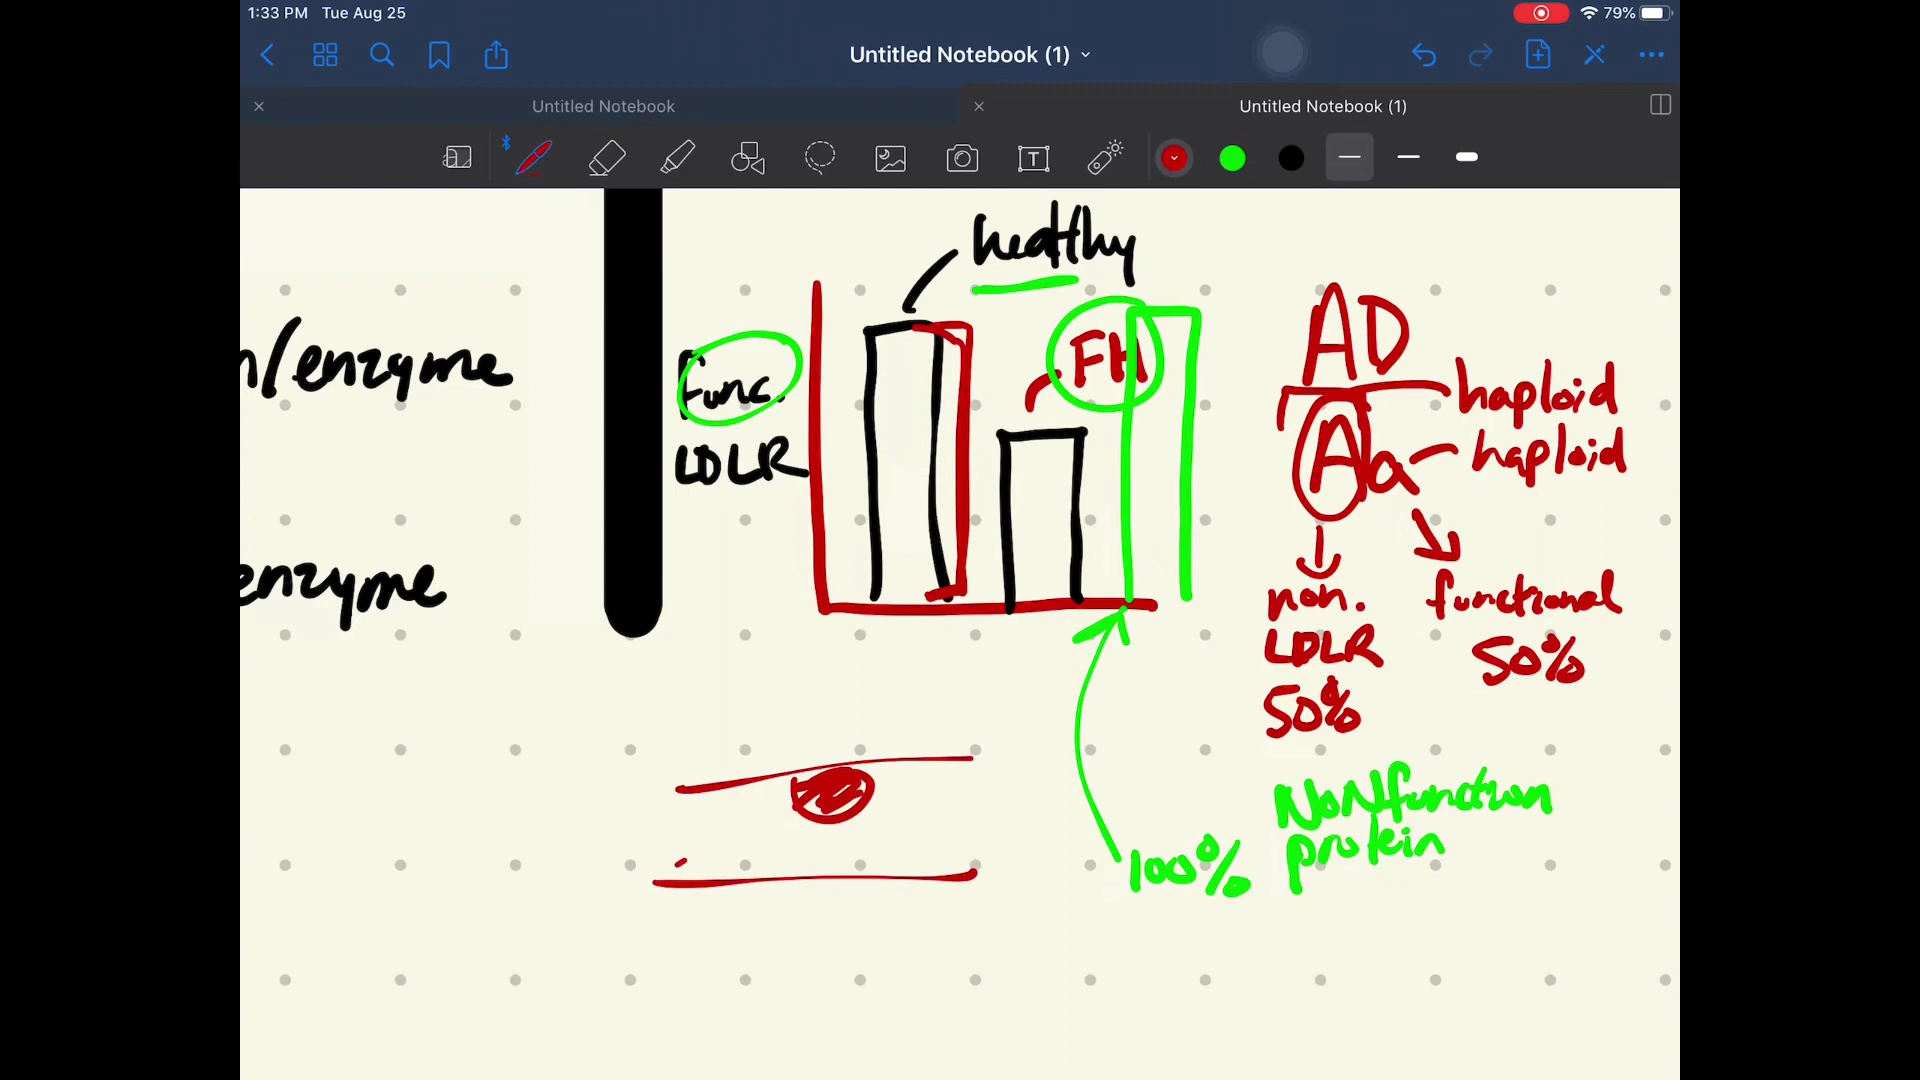 1:33 PM Tue Aug 25
79%
Untitled Notebook (1)
Untitled Notebook
Untitled Notebook (1)
T
healthy
n/enzyme
Func.
LDLR
FH
AD
haploid
Aa
haploid
enzyme
non.
LDLR
50%
functional
50%
100%
Nonfunction
protein